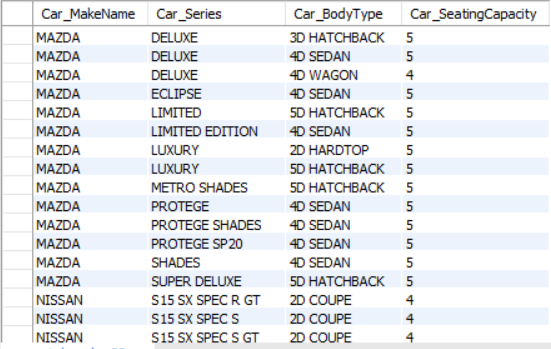 Car_MakeName Car_Series Car_BodyType Car_SeatingCapacity
MAZDA DELUXE 3D HATCHBACK 5
MAZDA DELUXE 4D SEDAN 5
MAZDA DELUXE 4D WAGON 4
MAZDA ECLIPSE 4D SEDAN 5
MAZDA LIMITED 5D HATCHBACK 5
MAZDA LIMITED EDITION 4D SEDAN 5
MAZDA LUXURY 2D HARDTOP 5
MAZDA LUXURY 5D HATCHBACK 5
MAZDA METRO SHADES 5D HATCHBACK 5
MAZDA PROTEGE 4D SEDAN 5
MAZDA PROTEGE SHADES 4D SEDAN 5
MAZDA PROTEGE SP20 4D SEDAN 5
MAZDA SHADES 4D SEDAN 5
MAZDA SUPER DELUXE 5D HATCHBACK 5
NISSAN S15 SX SPEC R GT 2D COUPE 4
NISSAN S15 SX SPEC S 2D COUPE 4
NISSAN S15 SX SPEC S GT 2D COUPE 4